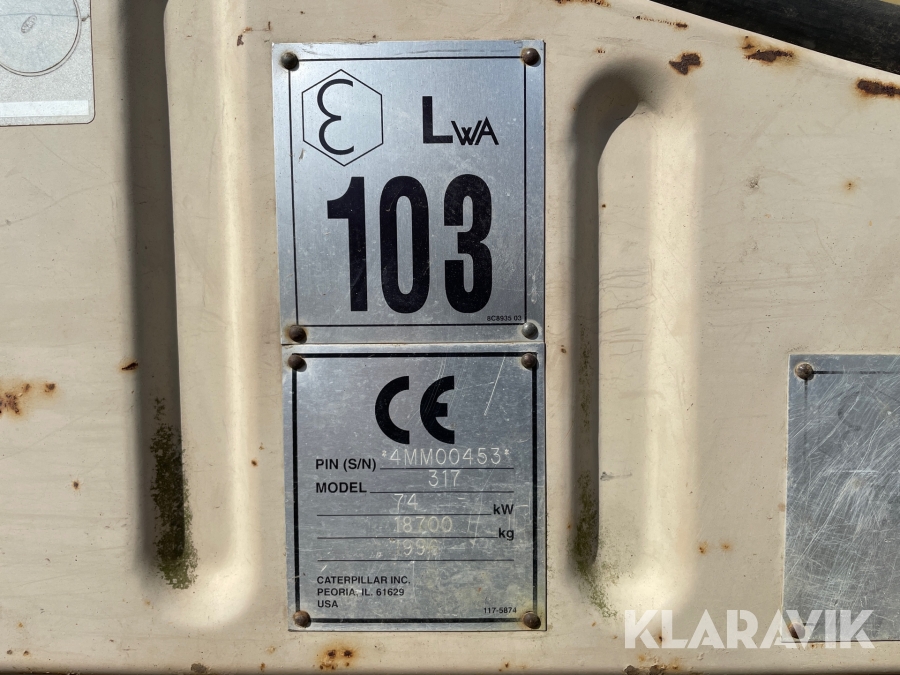 ε LWA
103
8C8935 03
CE
PIN (S/N) *4MM00453*
MODEL 317
74 kW
18700 kg
CATERPILLAR INC.
PEORIA, IL. 61629
USA
117-5874
KLARAVIK